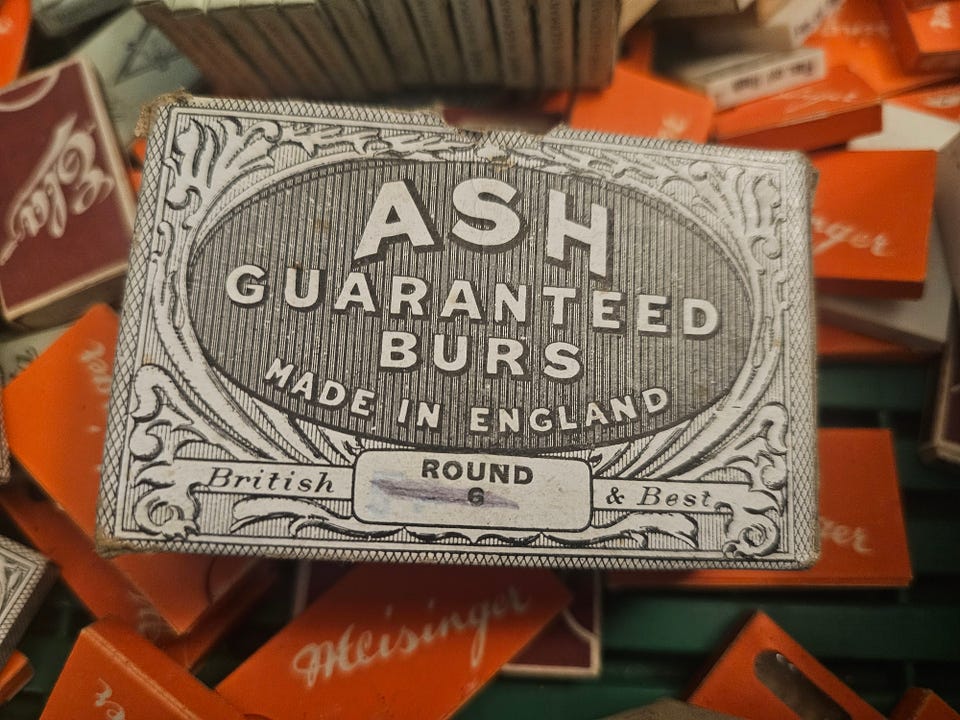 ASH
GUARANTEED
BURS
MADE IN ENGLAND
British
ROUND
6
& Best
Meisinger